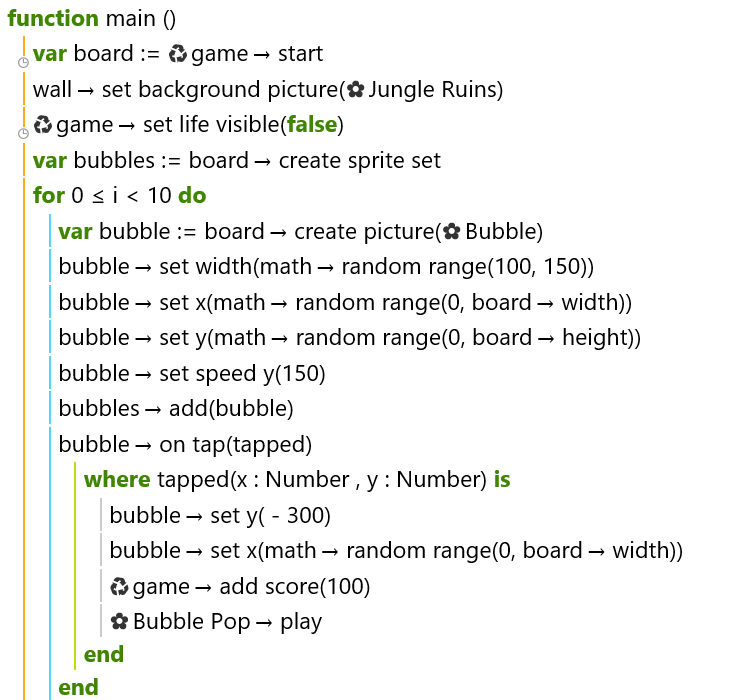 function main ()
var board := ♻game → start
wall → set background picture(✿Jungle Ruins)
♻game → set life visible(false)
var bubbles := board → create sprite set
for 0 ≤ i < 10 do
var bubble := board → create picture(✿Bubble)
bubble → set width(math → random range(100, 150))
bubble → set x(math → random range(0, board → width))
bubble → set y(math → random range(0, board → height))
bubble → set speed y(150)
bubbles → add(bubble)
bubble → on tap(tapped)
where tapped(x : Number , y : Number) is
bubble → set y( - 300)
bubble → set x(math → random range(0, board → width))
♻game → add score(100)
✿Bubble Pop → play
end
end